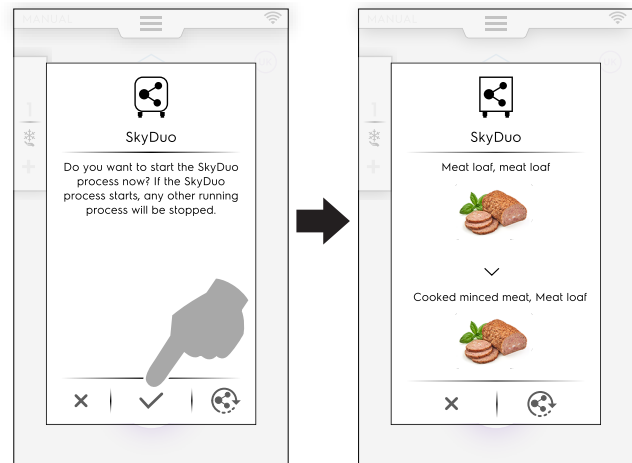 MANUAL
1
SkyDuo
Do you want to start the SkyDuo
process now? If the SkyDuo
process starts, any other running
process will be stopped.
MANUAL
1
SkyDuo
Meat loaf, meat loaf
Cooked minced meat, Meat loaf